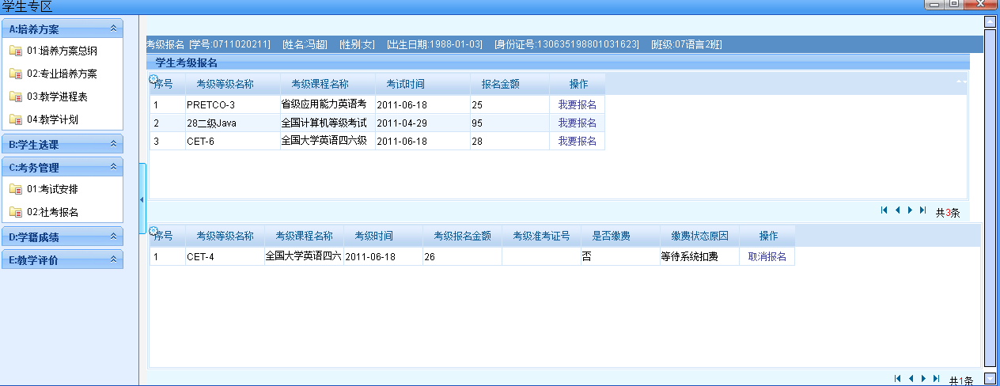 学生专区
A:培养方案
01:培养方案总纲
02:专业培养方案
03:教学进程表
04:教学计划
B:学生选课
C:考务管理
01:考试安排
02:社考报名
D:学籍成绩
E:教学评价
考级报名 [学号:0711020211] [姓名:冯超] [性别:女] [出生日期:1988-01-03] [身份证号:130635198801031623] [班级:07语言2班]
学生考级报名
序号 考级等级名称 考级课程名称 考试时间 报名金额 操作
1 PRETCO-3 省级应用能力英语考 2011-06-18 25 我要报名
2 28二级Java 全国计算机等级考试 2011-04-29 95 我要报名
3 CET-6 全国大学英语四六级 2011-06-18 28 我要报名
共3条
序号 考级等级名称 考级课程名称 考级时间 考级报名金额 考级准考证号 是否缴费 缴费状态原因 操作
1 CET-4 全国大学英语四六 2011-06-18 26 否 等待系统扣费 取消报名
共1条